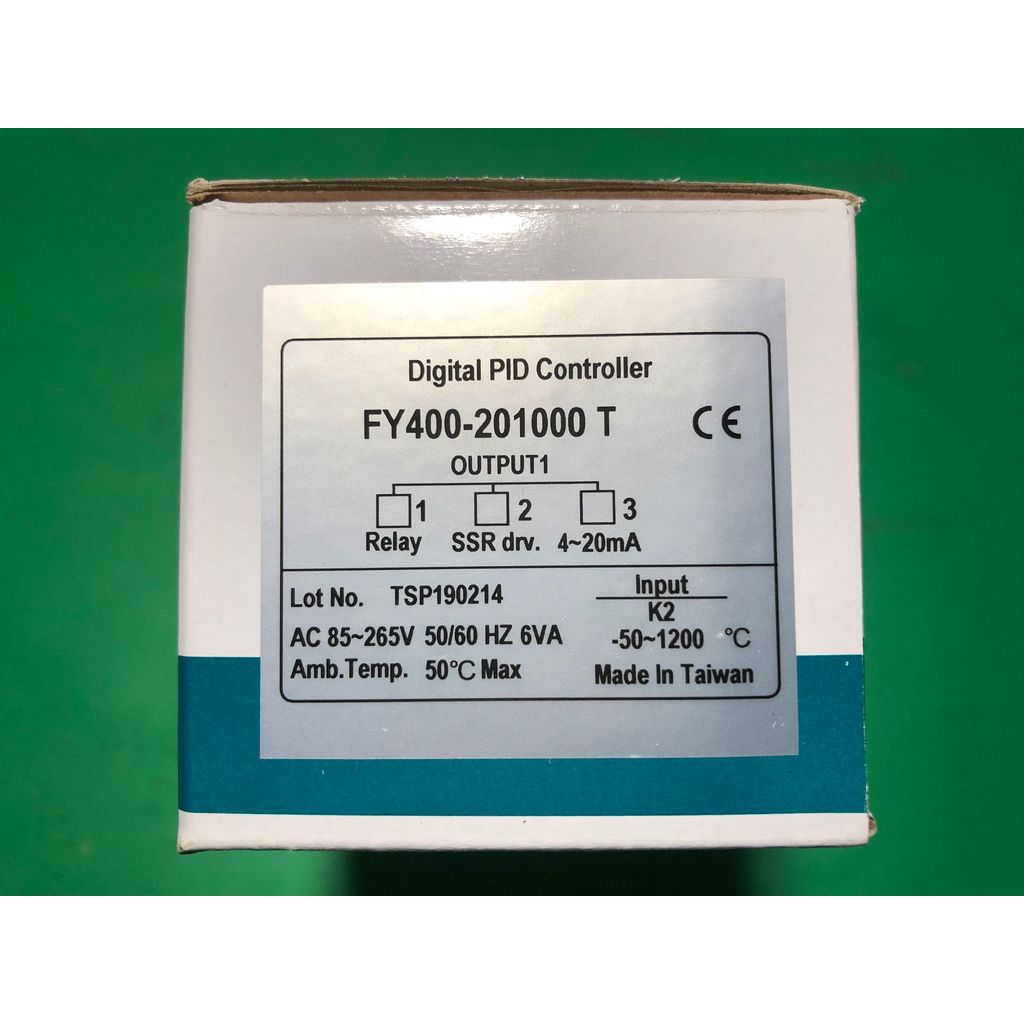 Digital PID Controller
FY400-201000 T CE
OUTPUT1
1 2 3
Relay SSR drv. 4~20mA
Lot No. TSP190214
AC 85~265V 50/60 HZ 6VA
Amb.Temp. 50℃ Max
Input
K2
-50~1200 ℃
Made In Taiwan